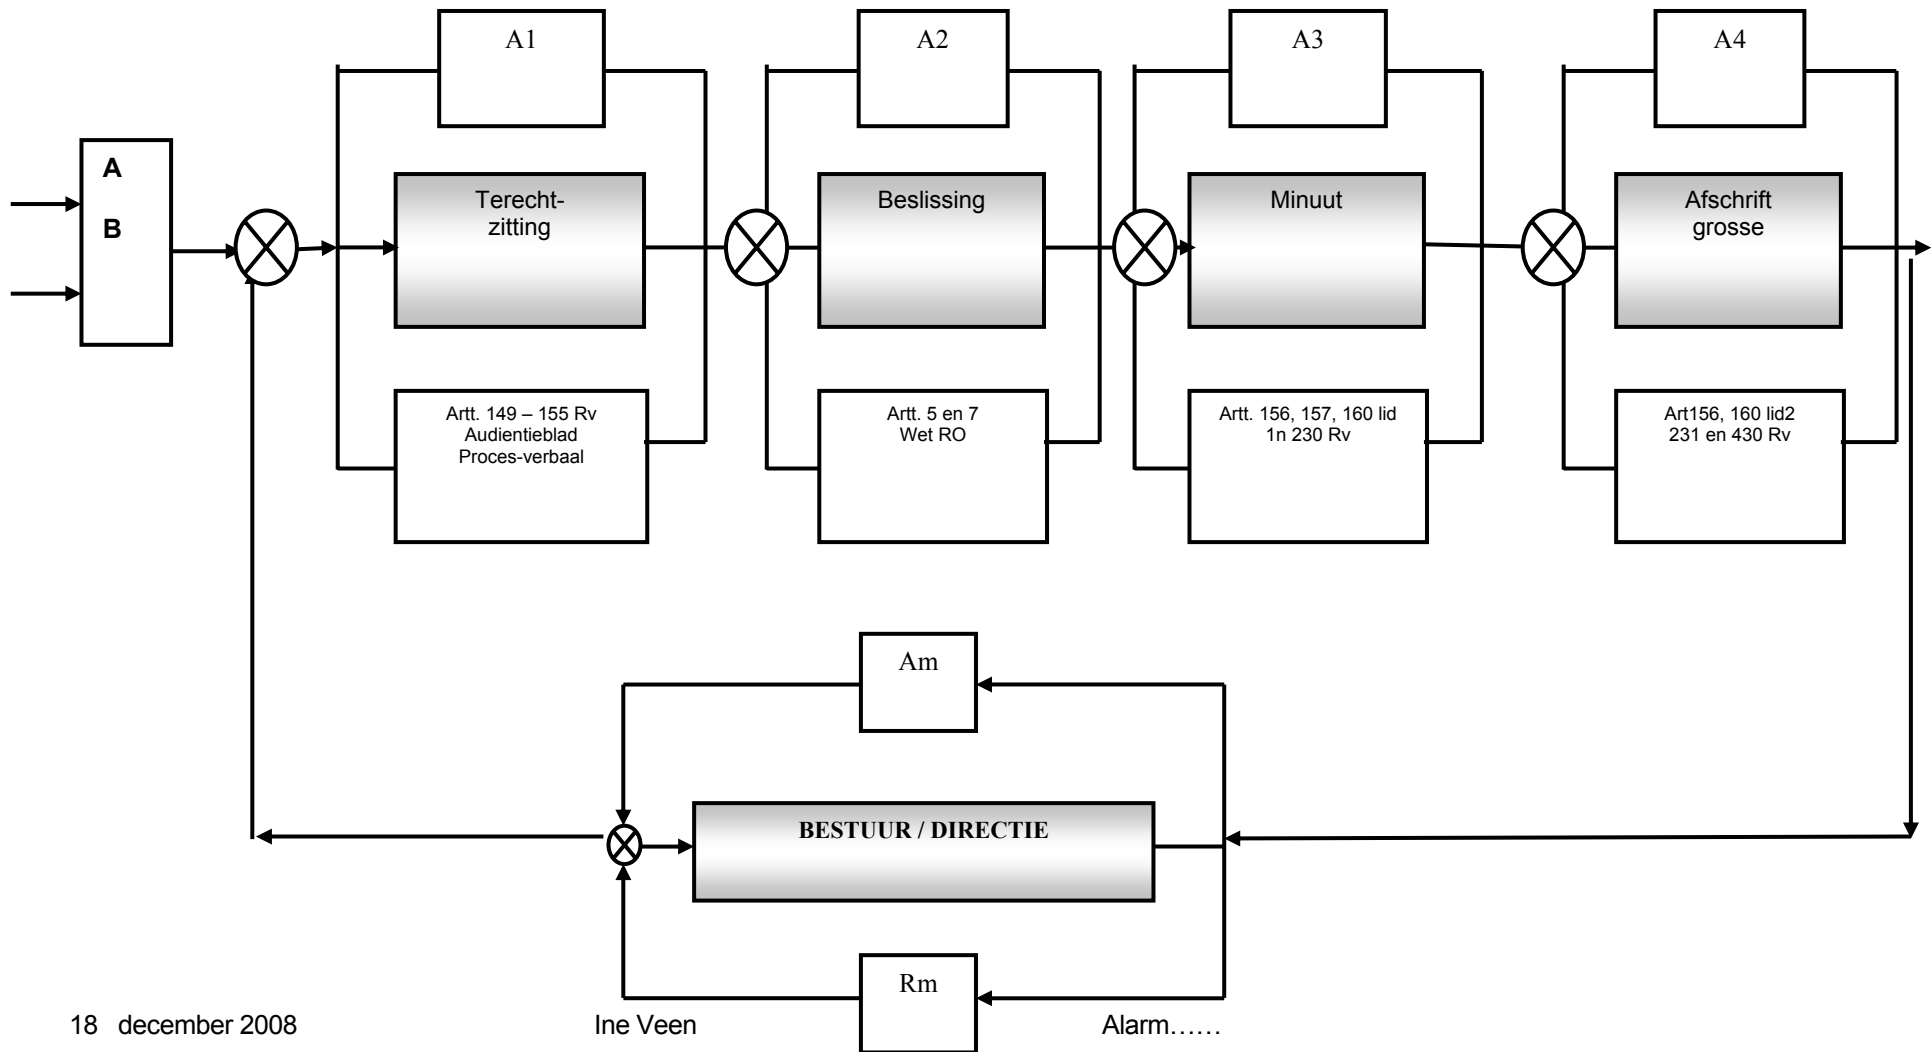 A1
A2
A3
A4
A
B
Terecht-
zitting
Beslissing
Minuut
Afschrift
grosse
Artt. 149 – 155 Rv
Audientieblad
Proces-verbaal
Artt. 5 en 7
Wet RO
Artt. 156, 157, 160 lid
1n 230 Rv
Art156, 160 lid2
231 en 430 Rv
Am
BESTUUR / DIRECTIE
Rm
18 december 2008
Ine Veen
Alarm……